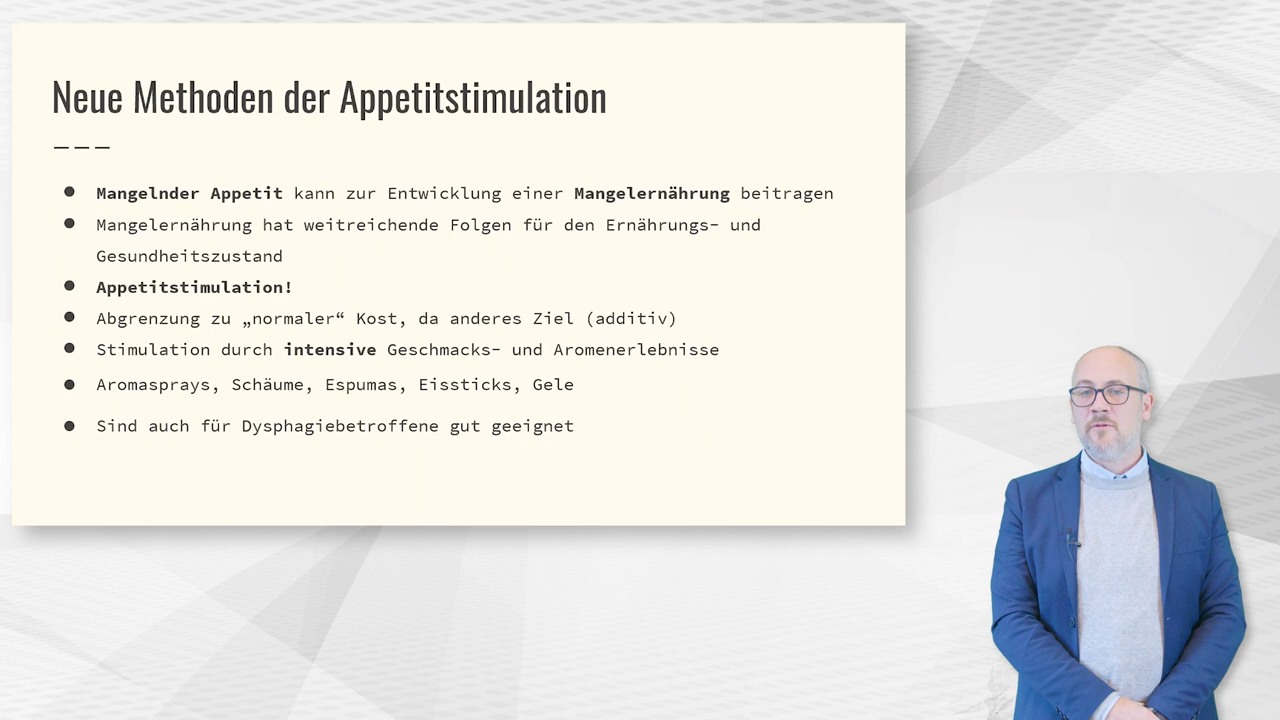 Neue Methoden der Appetitstimulation
Mangelnder Appetit kann zur Entwicklung einer Mangelernährung beitragen
Mangelernährung hat weitreichende Folgen für den Ernährungs- und
Gesundheitszustand
Appetitstimulation!
Abgrenzung zu „normaler“ Kost, da anderes Ziel (additiv)
Stimulation durch intensive Geschmacks- und Aromenerlebnisse
Aromasprays, Schäume, Espumas, Eissticks, Gele
Sind auch für Dysphagiebetroffene gut geeignet